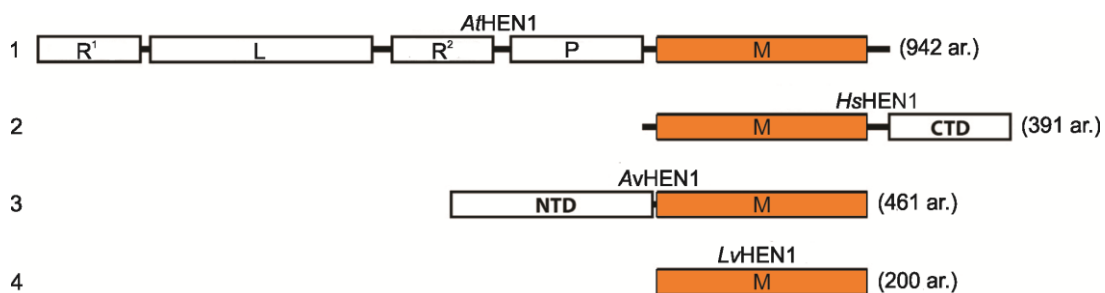 AtHEN1
1 R¹ L R² P M (942 ar.)
HsHEN1
2 M CTD (391 ar.)
AvHEN1
3 NTD M (461 ar.)
LvHEN1
4 M (200 ar.)